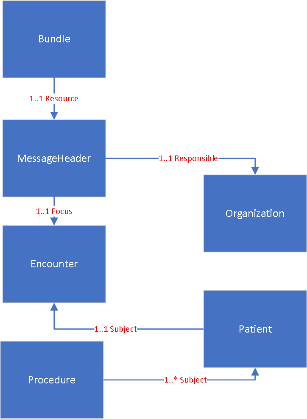 Bundle
1..1 Resource
MessageHeader
1..1 Responsible
1..1 Focus
Organization
Encounter
1..1 Subject
Patient
Procedure
1..* Subject